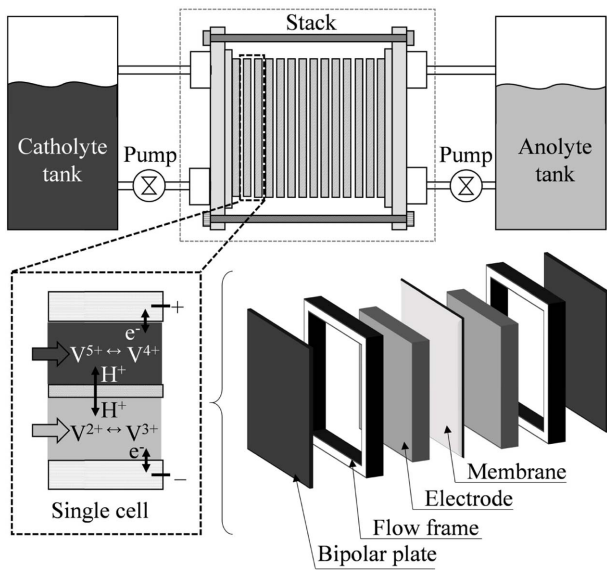 Stack
Catholyte
tank
Pump
Pump
Anolyte
tank
+
e⁻
V⁵⁺ ↔ V⁴⁺
H⁺
H⁺
V²⁺ ↔ V³⁺
e⁻
−
Single cell
Membrane
Electrode
Flow frame
Bipolar plate